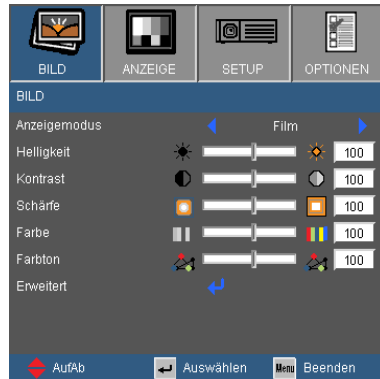 BILD ANZEIGE SETUP OPTIONEN
BILD
Anzeigemodus Film
Helligkeit 100
Kontrast 100
Schärfe 100
Farbe 100
Farbton 100
Erweitert
AufAb Auswählen Menu Beenden